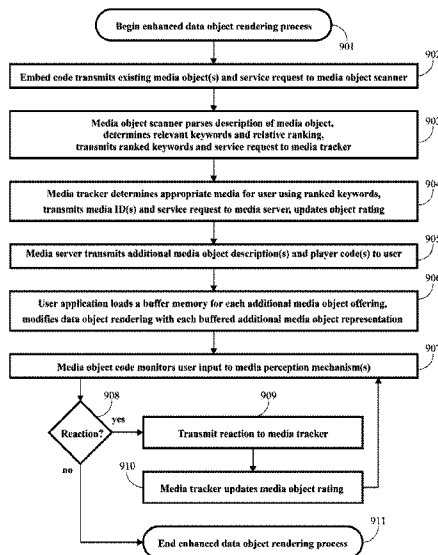 Begin enhanced data object rendering process
901
902
Embed code transmits existing media object(s) and service request to media object scanner
903
Media object scanner parses description of media object,
determines relevant keywords and relative ranking,
transmits ranked keywords and service request to media tracker
904
Media tracker determines appropriate media for user using ranked keywords,
transmits media ID(s) and service request to media server, updates object rating
905
Media server transmits additional media object description(s) and player code(s) to user
906
User application loads a buffer memory for each additional media object offering,
modifies data object rendering with each buffered additional media object representation
907
Media object code monitors user input to media perception mechanism(s)
908
909
Reaction?
yes
Transmit reaction to media tracker
no
910
Media tracker updates media object rating
End enhanced data object rendering process
911